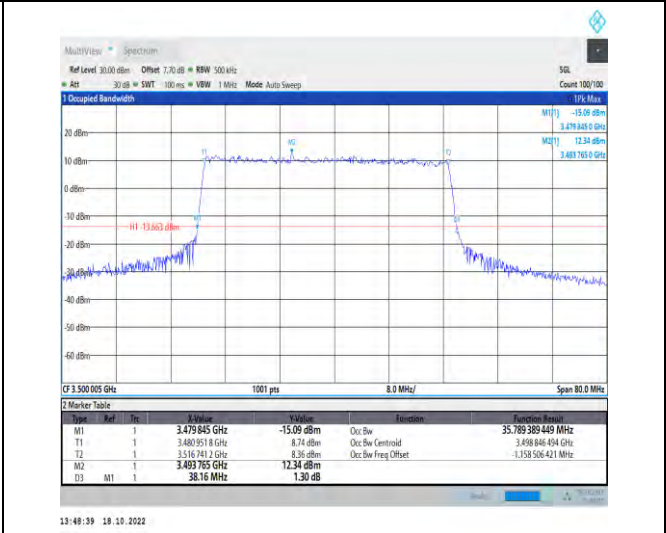 MultiView Spectrum
Ref Level 30.00 dBm Offset 7.70 dB RBW 500 kHz SGL
Att 30 dB SWT 100 ms VBW 1 MHz Mode Auto Sweep Count 100/100
1 Occupied Bandwidth 1Pk Max
M1[1] -15.09 dBm
3.479 845 0 GHz
M2[1] 12.34 dBm
3.493 765 0 GHz
20 dBm
M2
T1 T2
10 dBm
0 dBm
-10 dBm
M1 D3
H1 -13.663 dBm
-20 dBm
-30 dBm
-40 dBm
-50 dBm
-60 dBm
CF 3.500 005 GHz 1001 pts 8.0 MHz/ Span 80.0 MHz
2 Marker Table
Type Ref Trc X-Value Y-Value Function Function Result
M1 1 3.479 845 GHz -15.09 dBm Occ Bw 35.789 389 449 MHz
T1 1 3.480 951 8 GHz 8.74 dBm Occ Bw Centroid 3.498 846 494 GHz
T2 1 3.516 741 2 GHz 8.36 dBm Occ Bw Freq Offset -1.158 506 421 MHz
M2 1 3.493 765 GHz 12.34 dBm
D3 M1 1 38.16 MHz 1.30 dB
13:48:39 18.10.2022